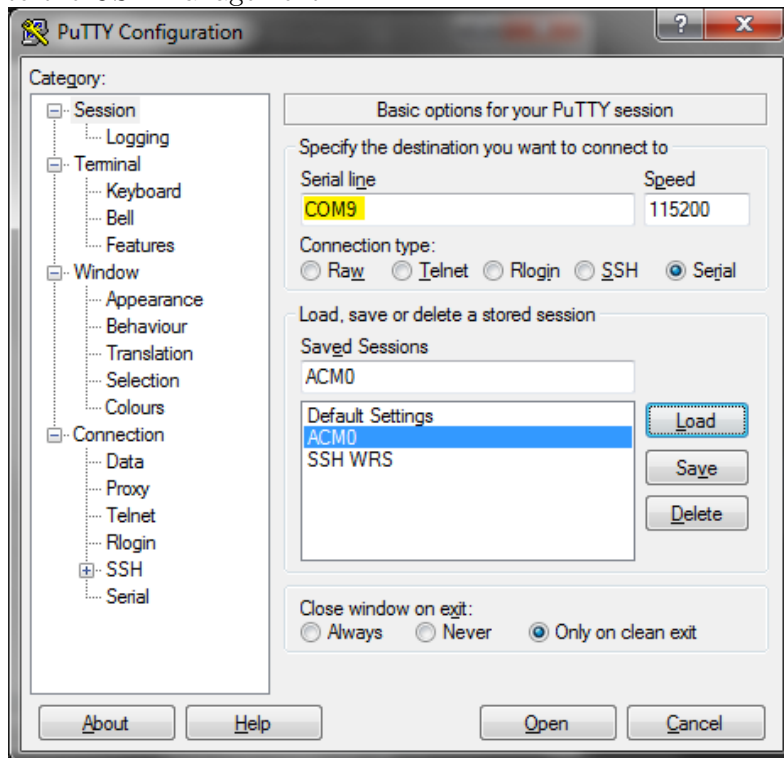 PuTTY Configuration
?
X
Category:
Session
Logging
Terminal
Keyboard
Bell
Features
Window
Appearance
Behaviour
Translation
Selection
Colours
Connection
Data
Proxy
Telnet
Rlogin
SSH
Serial
Basic options for your PuTTY session
Specify the destination you want to connect to
Serial line
Speed
COM9
115200
Connection type:
Raw Telnet Rlogin SSH Serial
Load, save or delete a stored session
Saved Sessions
ACM0
Default Settings
ACM0
SSH WRS
Load
Save
Delete
Close window on exit:
Always Never Only on clean exit
About Help Open Cancel